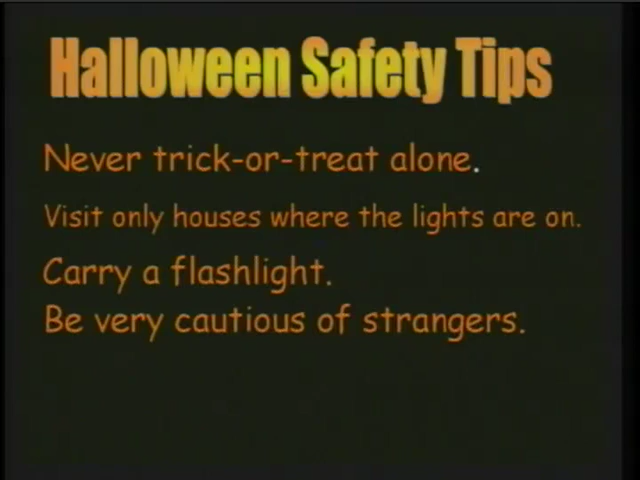 Halloween Safety Tips
Never trick-or-treat alone.
Visit only houses where the lights are on.
Carry a flashlight.
Be very cautious of strangers.